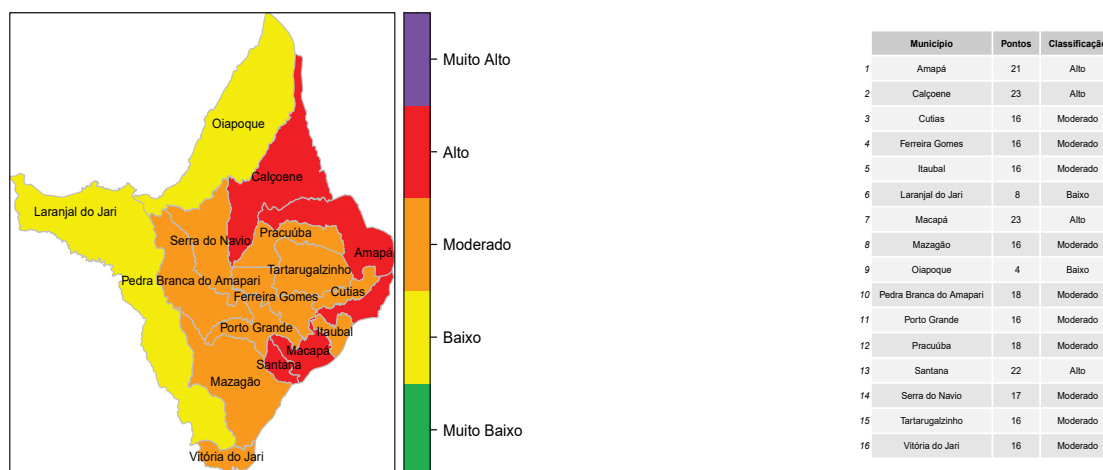 Oiapoque
Calçoene
Laranjal do Jari
Serra do Navio
Pracuúba
Amapá
Tartarugalzinho
Pedra Branca do Amapari
Cutias
Ferreira Gomes
Porto Grande
Itaubal
Macapá
Santana
Mazagão
Vitória do Jari
Muito Alto
Alto
Moderado
Baixo
Muito Baixo
Município Pontos Classificação
1 Amapá 21 Alto
2 Calçoene 23 Alto
3 Cutias 16 Moderado
4 Ferreira Gomes 16 Moderado
5 Itaubal 16 Moderado
6 Laranjal do Jari 8 Baixo
7 Macapá 23 Alto
8 Mazagão 16 Moderado
9 Oiapoque 4 Baixo
10 Pedra Branca do Amapari 18 Moderado
11 Porto Grande 16 Moderado
12 Pracuúba 18 Moderado
13 Santana 22 Alto
14 Serra do Navio 17 Moderado
15 Tartarugalzinho 16 Moderado
16 Vitória do Jari 16 Moderado